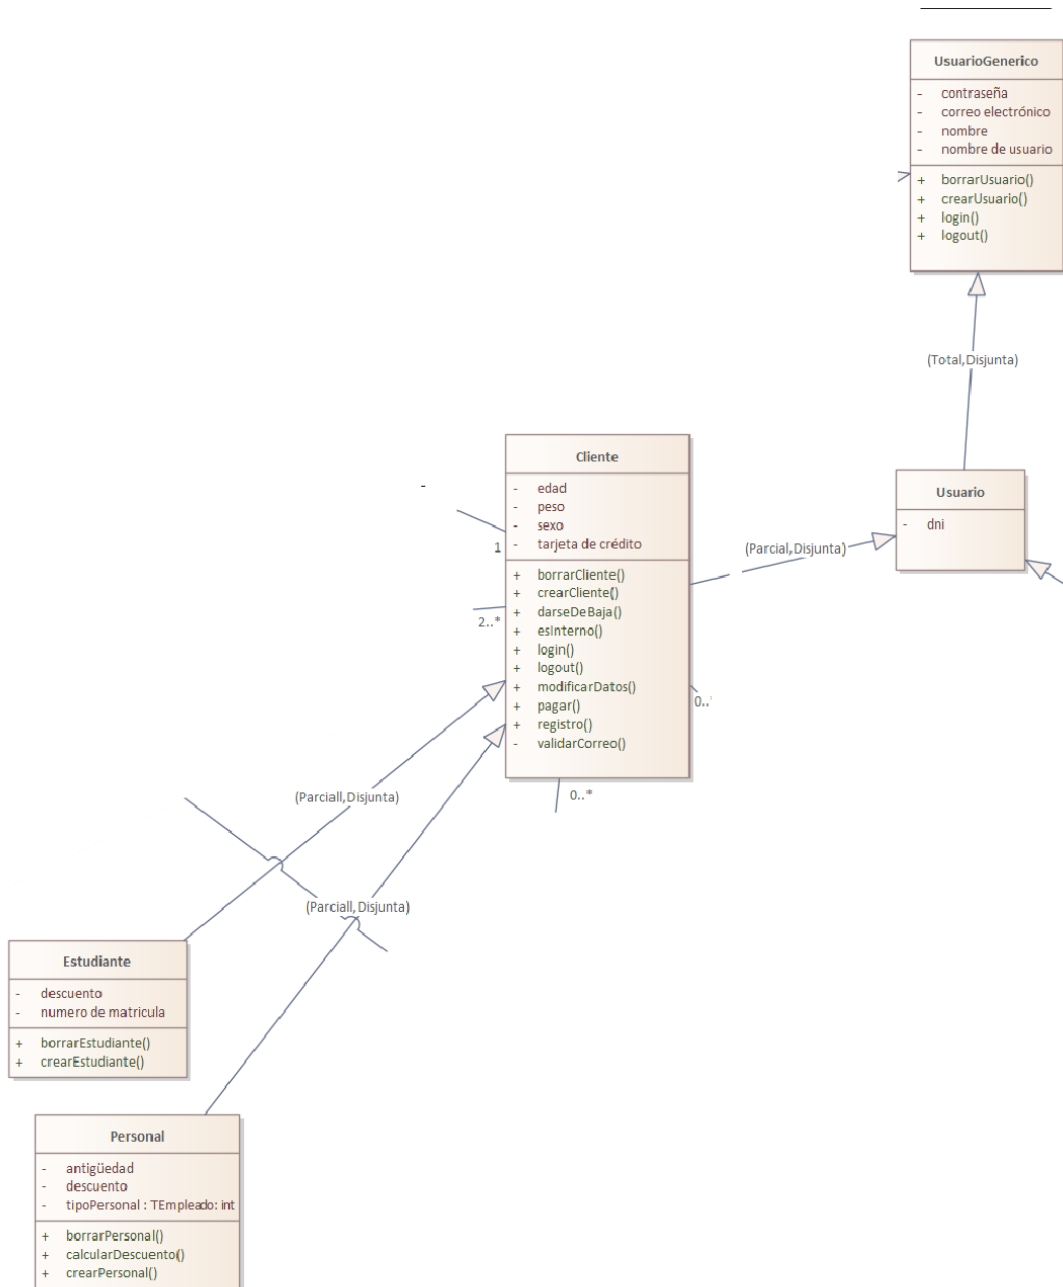 UsuarioGenerico
- contraseña
- correo electrónico
- nombre
- nombre de usuario
+ borrarUsuario()
+ crearUsuario()
+ login()
+ logout()
(Total,Disjunta)
Usuario
- dni
(Parcial,Disjunta)
Cliente
- edad
- peso
- sexo
- tarjeta de crédito
+ borrarCliente()
+ crearCliente()
+ darseDeBaja()
+ esInterno()
+ login()
+ logout()
+ modificarDatos()
+ pagar()
+ registro()
- validarCorreo()
-
1
2..*
0..*
0..*
(Parciall,Disjunta)
(Parciall,Disjunta)
Estudiante
- descuento
- numero de matricula
+ borrarEstudiante()
+ crearEstudiante()
Personal
- antigüedad
- descuento
- tipoPersonal : TEmpleado: int
+ borrarPersonal()
+ calcularDescuento()
+ crearPersonal()